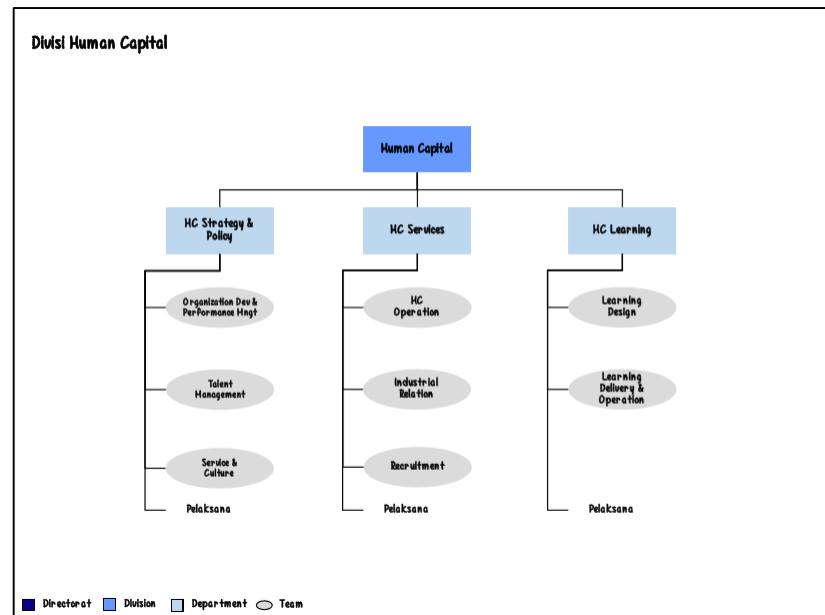 Divisi Human Capital
Human Capital
HC Strategy &
Policy
HC Services
HC Learning
Organization Dev &
Performance Mngt
HC
Operation
Learning
Design
Talent
Management
Industrial
Relation
Learning
Delivery &
Operation
Service &
Culture
Recruitment
Pelaksana
Pelaksana
Pelaksana
Directorat Division Department Team